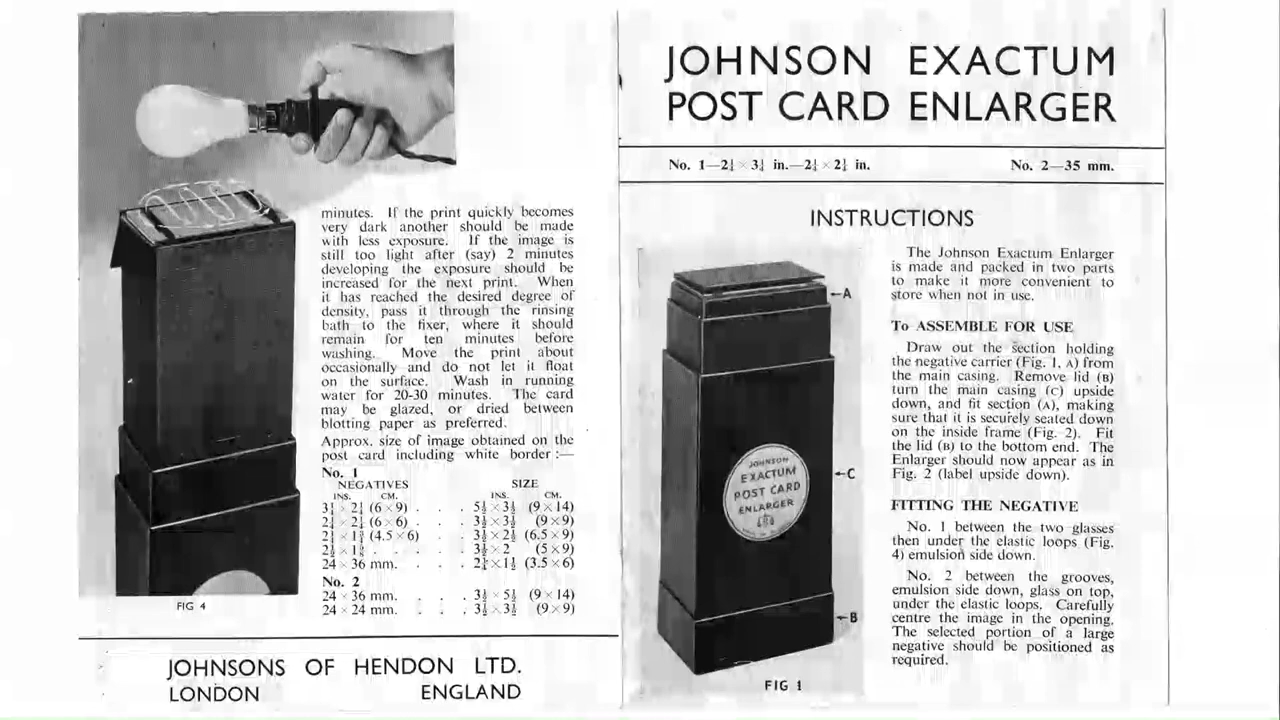 minutes. If the print quickly becomes
very dark another should be made
with less exposure. If the image is
still too light after (say) 2 minutes
developing the exposure should be
increased for the next print. When
it has reached the desired degree of
density, pass it through the rinsing
bath to the fixer, where it should
remain for ten minutes before
washing. Move the print about
occasionally and do not let it float
on the surface. Wash in running
water for 20-30 minutes. The card
may be glazed, or dried between
blotting paper as preferred.
Approx. size of image obtained on the
post card including white border :—
No. 1
NEGATIVES SIZE
INS. CM. INS. CM.
3¼ × 2¼ (6 × 9) . . . 5½ × 3½ (9 × 14)
2¼ × 2¼ (6 × 6) . . . 3½ × 3½ (9 × 9)
(4.5 × 6) . . 3½ × 2½ (6.5 × 9)
3½ × 2 (5 × 9)
24 × 36 mm. . . . (3.5 × 6)
No. 2
24 × 36 mm. . . . 3½ × 5½ (9 × 14)
24 × 24 mm. . . . 3½ × 3½ (9 × 9)
FIG 4
JOHNSONS OF HENDON LTD.
LONDON ENGLAND
JOHNSON EXACTUM
POST CARD ENLARGER
No. 1—2¼ × 3¼ in.—2¼ × 2¼ in. No. 2—35 mm.
INSTRUCTIONS
A
C
B
JOHNSON
EXACTUM
POST CARD
ENLARGER
FIG 1
The Johnson Exactum Enlarger
is made and packed in two parts
to make it more convenient to
store when not in use.
To ASSEMBLE FOR USE
Draw out the section holding
the negative carrier (Fig. 1, A) from
the main casing. Remove lid (B)
turn the main casing (C) upside
down, and fit section (A), making
sure that it is securely seated down
on the inside frame (Fig. 2). Fit
the lid (B) to the bottom end. The
Enlarger should now appear as in
Fig. 2 (label upside down).
FITTING THE NEGATIVE
No. 1 between the two glasses
then under the elastic loops (Fig.
4) emulsion side down.
No. 2 between the grooves,
emulsion side down, glass on top,
under the elastic loops. Carefully
centre the image in the opening.
The selected portion of a large
negative should be positioned as
required.